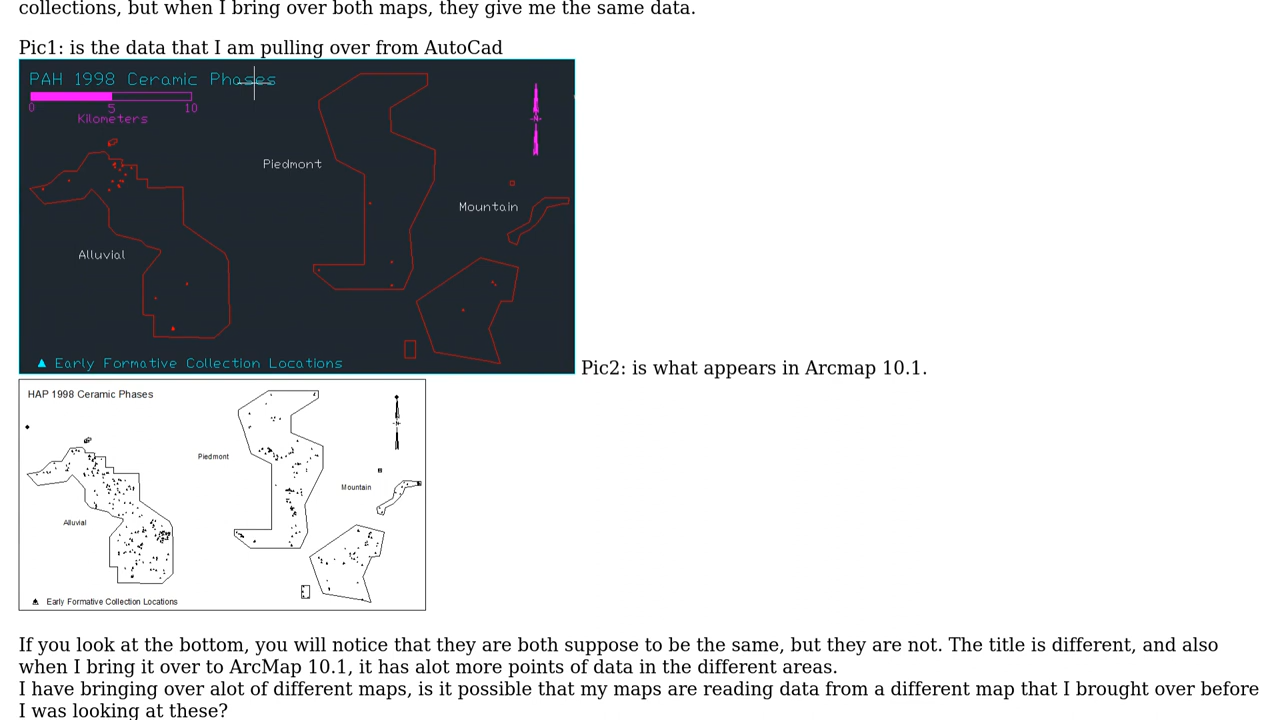 collections, but when I bring over both maps, they give me the same data.
Pic1: is the data that I am pulling over from AutoCad
PAH 1998 Ceramic Phases
0 5 10
Kilometers
Piedmont
N
Mountain
Alluvial
Early Formative Collection Locations
Pic2: is what appears in Arcmap 10.1.
HAP 1998 Ceramic Phases
N
Piedmont
Mountain
Alluvial
Early Formative Collection Locations
If you look at the bottom, you will notice that they are both suppose to be the same, but they are not. The title is different, and also
when I bring it over to ArcMap 10.1, it has alot more points of data in the different areas.
I have bringing over alot of different maps, is it possible that my maps are reading data from a different map that I brought over before
I was looking at these?